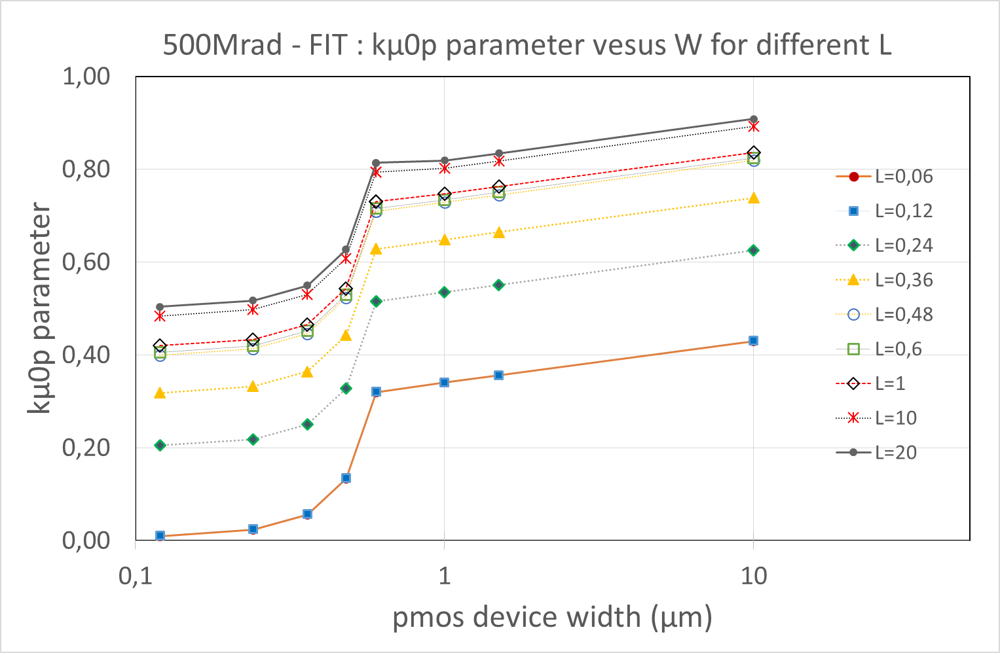 500Mrad - FIT : kµ0p parameter vesus W for different L
1,00
0,80
0,60
0,40
0,20
0,00
kµ0p parameter
0,1
1
10
pmos device width (µm)
L=0,06
L=0,12
L=0,24
L=0,36
L=0,48
L=0,6
L=1
L=10
L=20